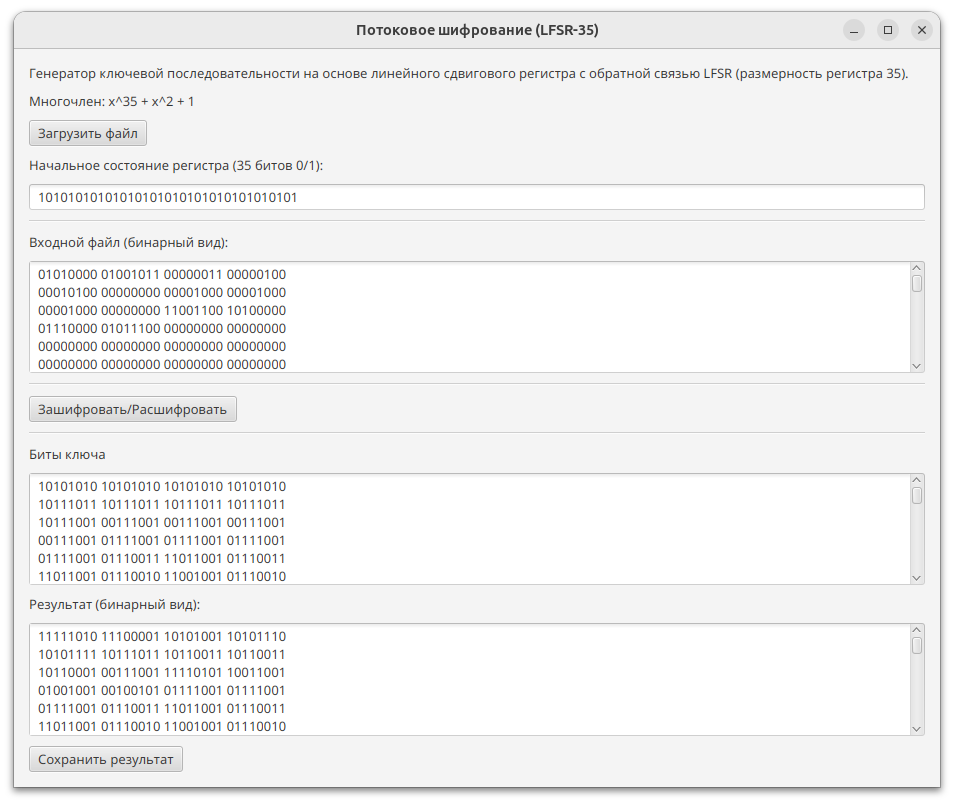 Потоковое шифрование (LFSR-35)
Генератор ключевой последовательности на основе линейного сдвигового регистра с обратной связью LFSR (размерность регистра 35).
Многочлен: x^35 + x^2 + 1
Загрузить файл
Начальное состояние регистра (35 битов 0/1):
10101010101010101010101010101010101
Входной файл (бинарный вид):
01010000 01001011 00000011 00000100
00010100 00000000 00001000 00001000
00001000 00000000 11001100 10100000
01110000 01011100 00000000 00000000
00000000 00000000 00000000 00000000
00000000 00000000 00000000 00000000
Зашифровать/Расшифровать
Биты ключа
10101010 10101010 10101010 10101010
10111011 10111011 10111011 10111011
10111001 00111001 00111001 00111001
00111001 01111001 01111001 01111001
01111001 01110011 11011001 01110011
11011001 01110010 11001001 01110010
Результат (бинарный вид):
11111010 11100001 10101001 10101110
10101111 10111011 10110011 10110011
10110001 00111001 11110101 10011001
01001001 00100101 01111001 01111001
01111001 01110011 11011001 01110011
11011001 01110010 11001001 01110010
Сохранить результат